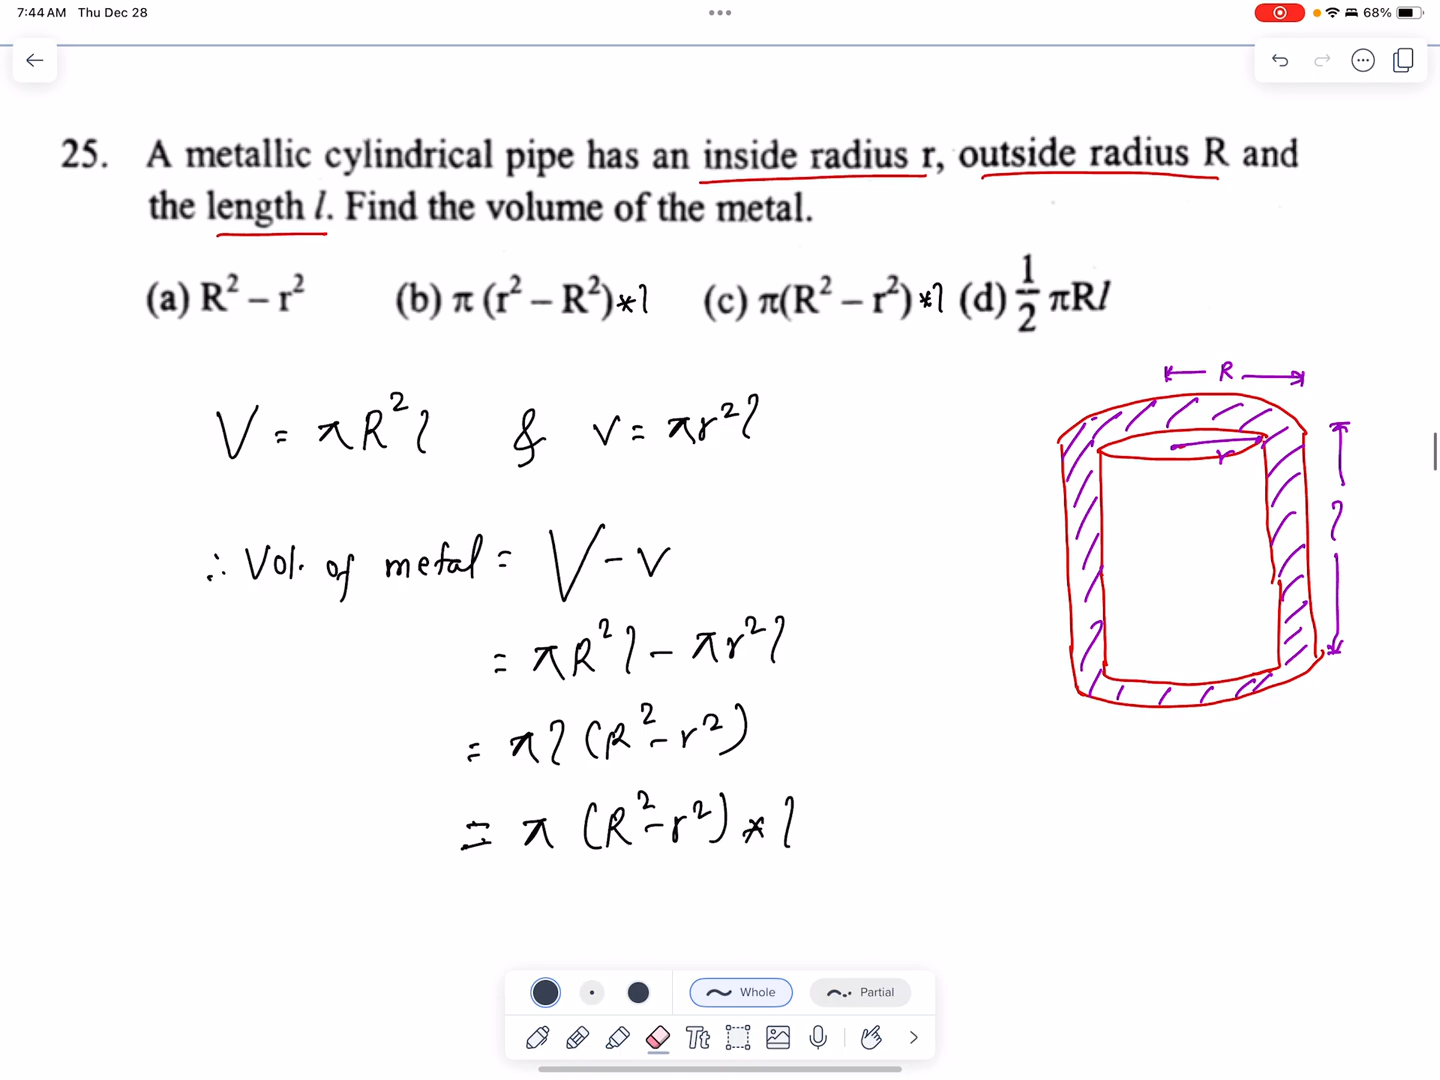 7:44 AM Thu Dec 28
68%
25. A metallic cylindrical pipe has an inside radius r, outside radius R and
the length l. Find the volume of the metal.
(a) R² – r² (b) π (r² – R²)*l (c) π(R² – r²)*l (d) 1/2 πRl
V = πR²l & v = πr²l
∴ Vol. of metal = V – v
= πR²l – πr²l
= πl (R² – r²)
= π (R² – r²) * l
R
r
l
Whole Partial
Tt